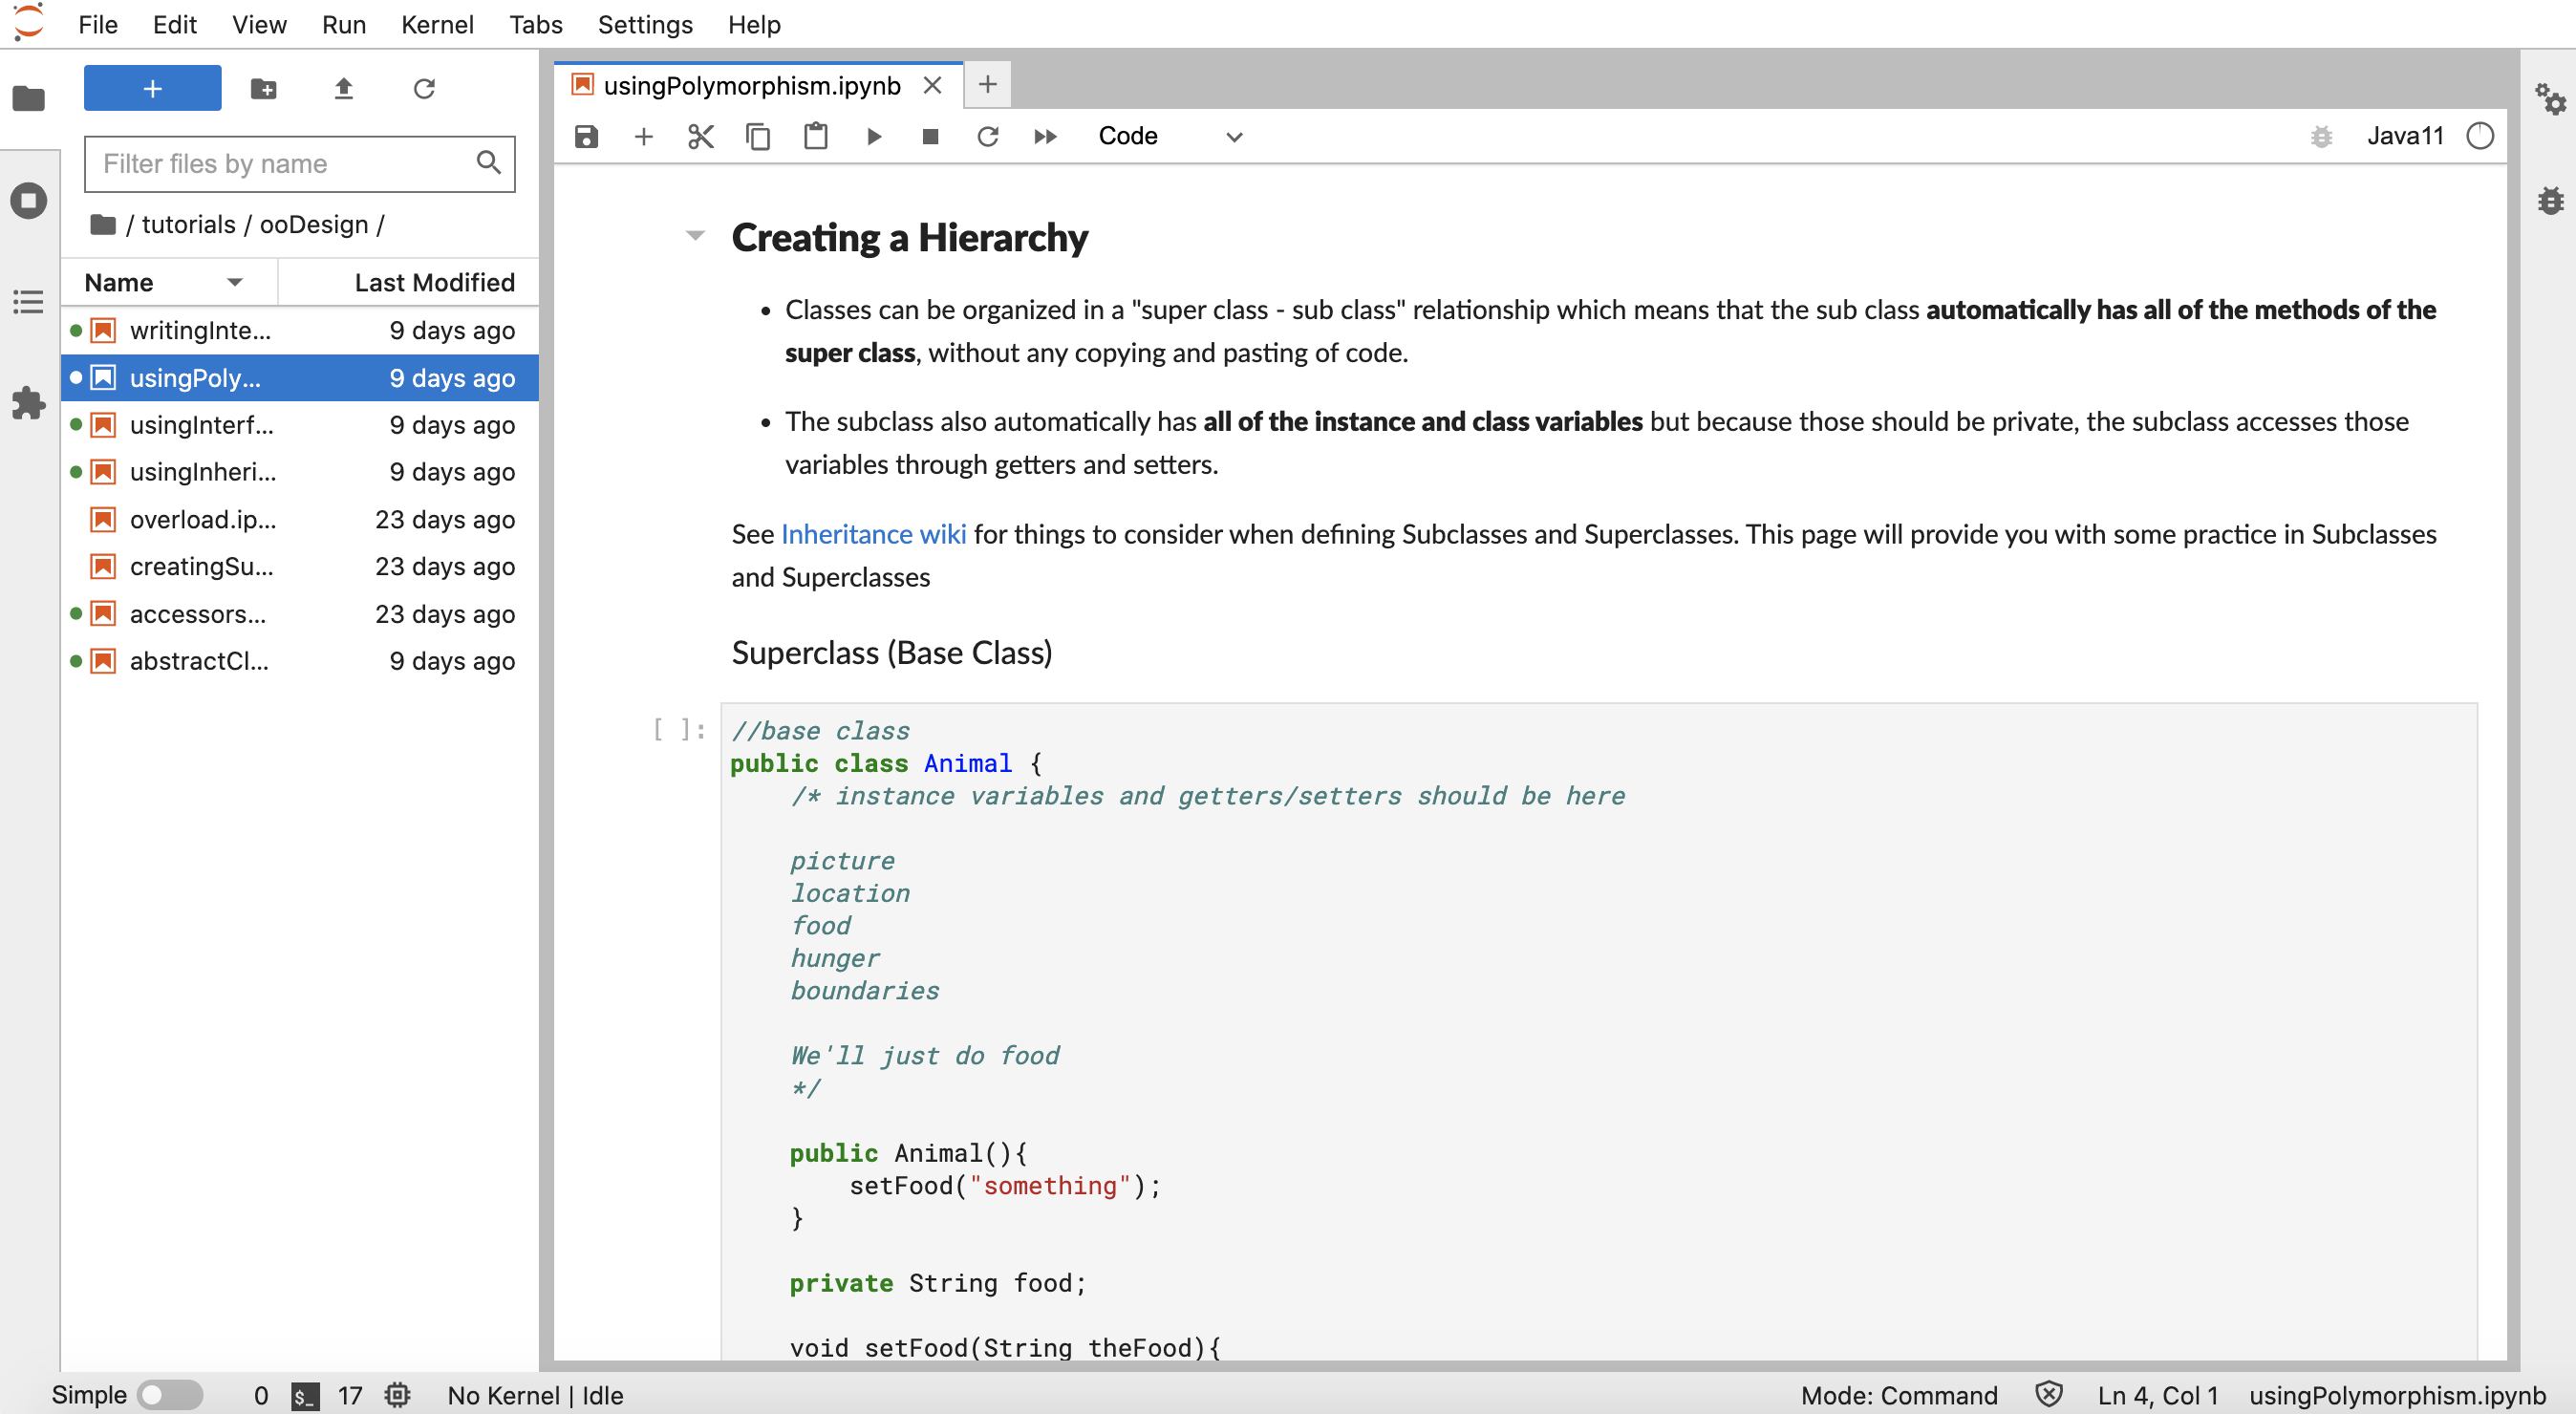 File Edit View Run Kernel Tabs Settings Help
+
Filter files by name
/ tutorials / ooDesign /
Name Last Modified
writingInte... 9 days ago
usingPoly... 9 days ago
usingInterf... 9 days ago
usingInheri... 9 days ago
overload.ip... 23 days ago
creatingSu... 23 days ago
accessors... 23 days ago
abstractCl... 9 days ago
usingPolymorphism.ipynb
Code
Java11
Creating a Hierarchy
• Classes can be organized in a "super class - sub class" relationship which means that the sub class automatically has all of the methods of the
super class, without any copying and pasting of code.
• The subclass also automatically has all of the instance and class variables but because those should be private, the subclass accesses those
variables through getters and setters.
See Inheritance wiki for things to consider when defining Subclasses and Superclasses. This page will provide you with some practice in Subclasses
and Superclasses
Superclass (Base Class)
[ ]: //base class
public class Animal {
/* instance variables and getters/setters should be here
picture
location
food
hunger
boundaries
We'll just do food
*/
public Animal(){
setFood("something");
}
private String food;
void setFood(String theFood){
Simple 0 $_ 17 No Kernel | Idle Mode: Command Ln 4, Col 1 usingPolymorphism.ipynb